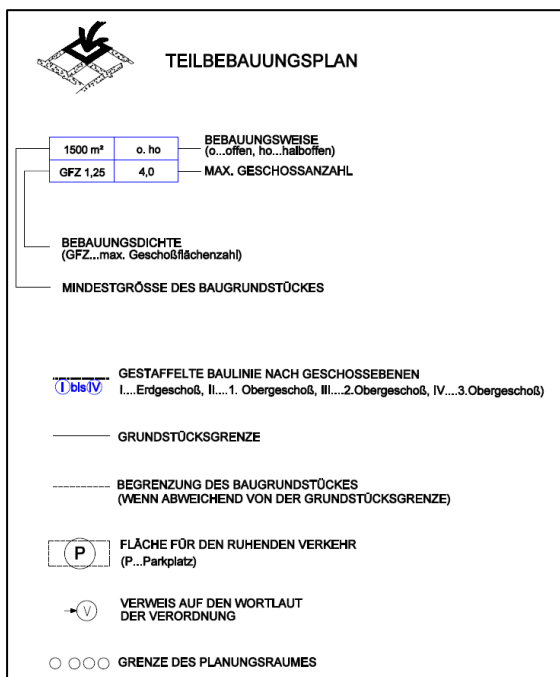 TEILBEBAUUNGSPLAN
1500 m² o. ho
BEBAUUNGSWEISE
(o...offen, ho...halboffen)
GFZ 1,25 4,0
MAX. GESCHOSSANZAHL
BEBAUUNGSDICHTE
(GFZ...max. Geschoßflächenzahl)
MINDESTGRÖSSE DES BAUGRUNDSTÜCKES
I bis IV
GESTAFFELTE BAULINIE NACH GESCHOSSEBENEN
I....Erdgeschoß, II....1. Obergeschoß, III....2.Obergeschoß, IV....3.Obergeschoß)
GRUNDSTÜCKSGRENZE
BEGRENZUNG DES BAUGRUNDSTÜCKES
(WENN ABWEICHEND VON DER GRUNDSTÜCKSGRENZE)
P
FLÄCHE FÜR DEN RUHENDEN VERKEHR
(P...Parkplatz)
V
VERWEIS AUF DEN WORTLAUT
DER VERORDNUNG
GRENZE DES PLANUNGSRAUMES